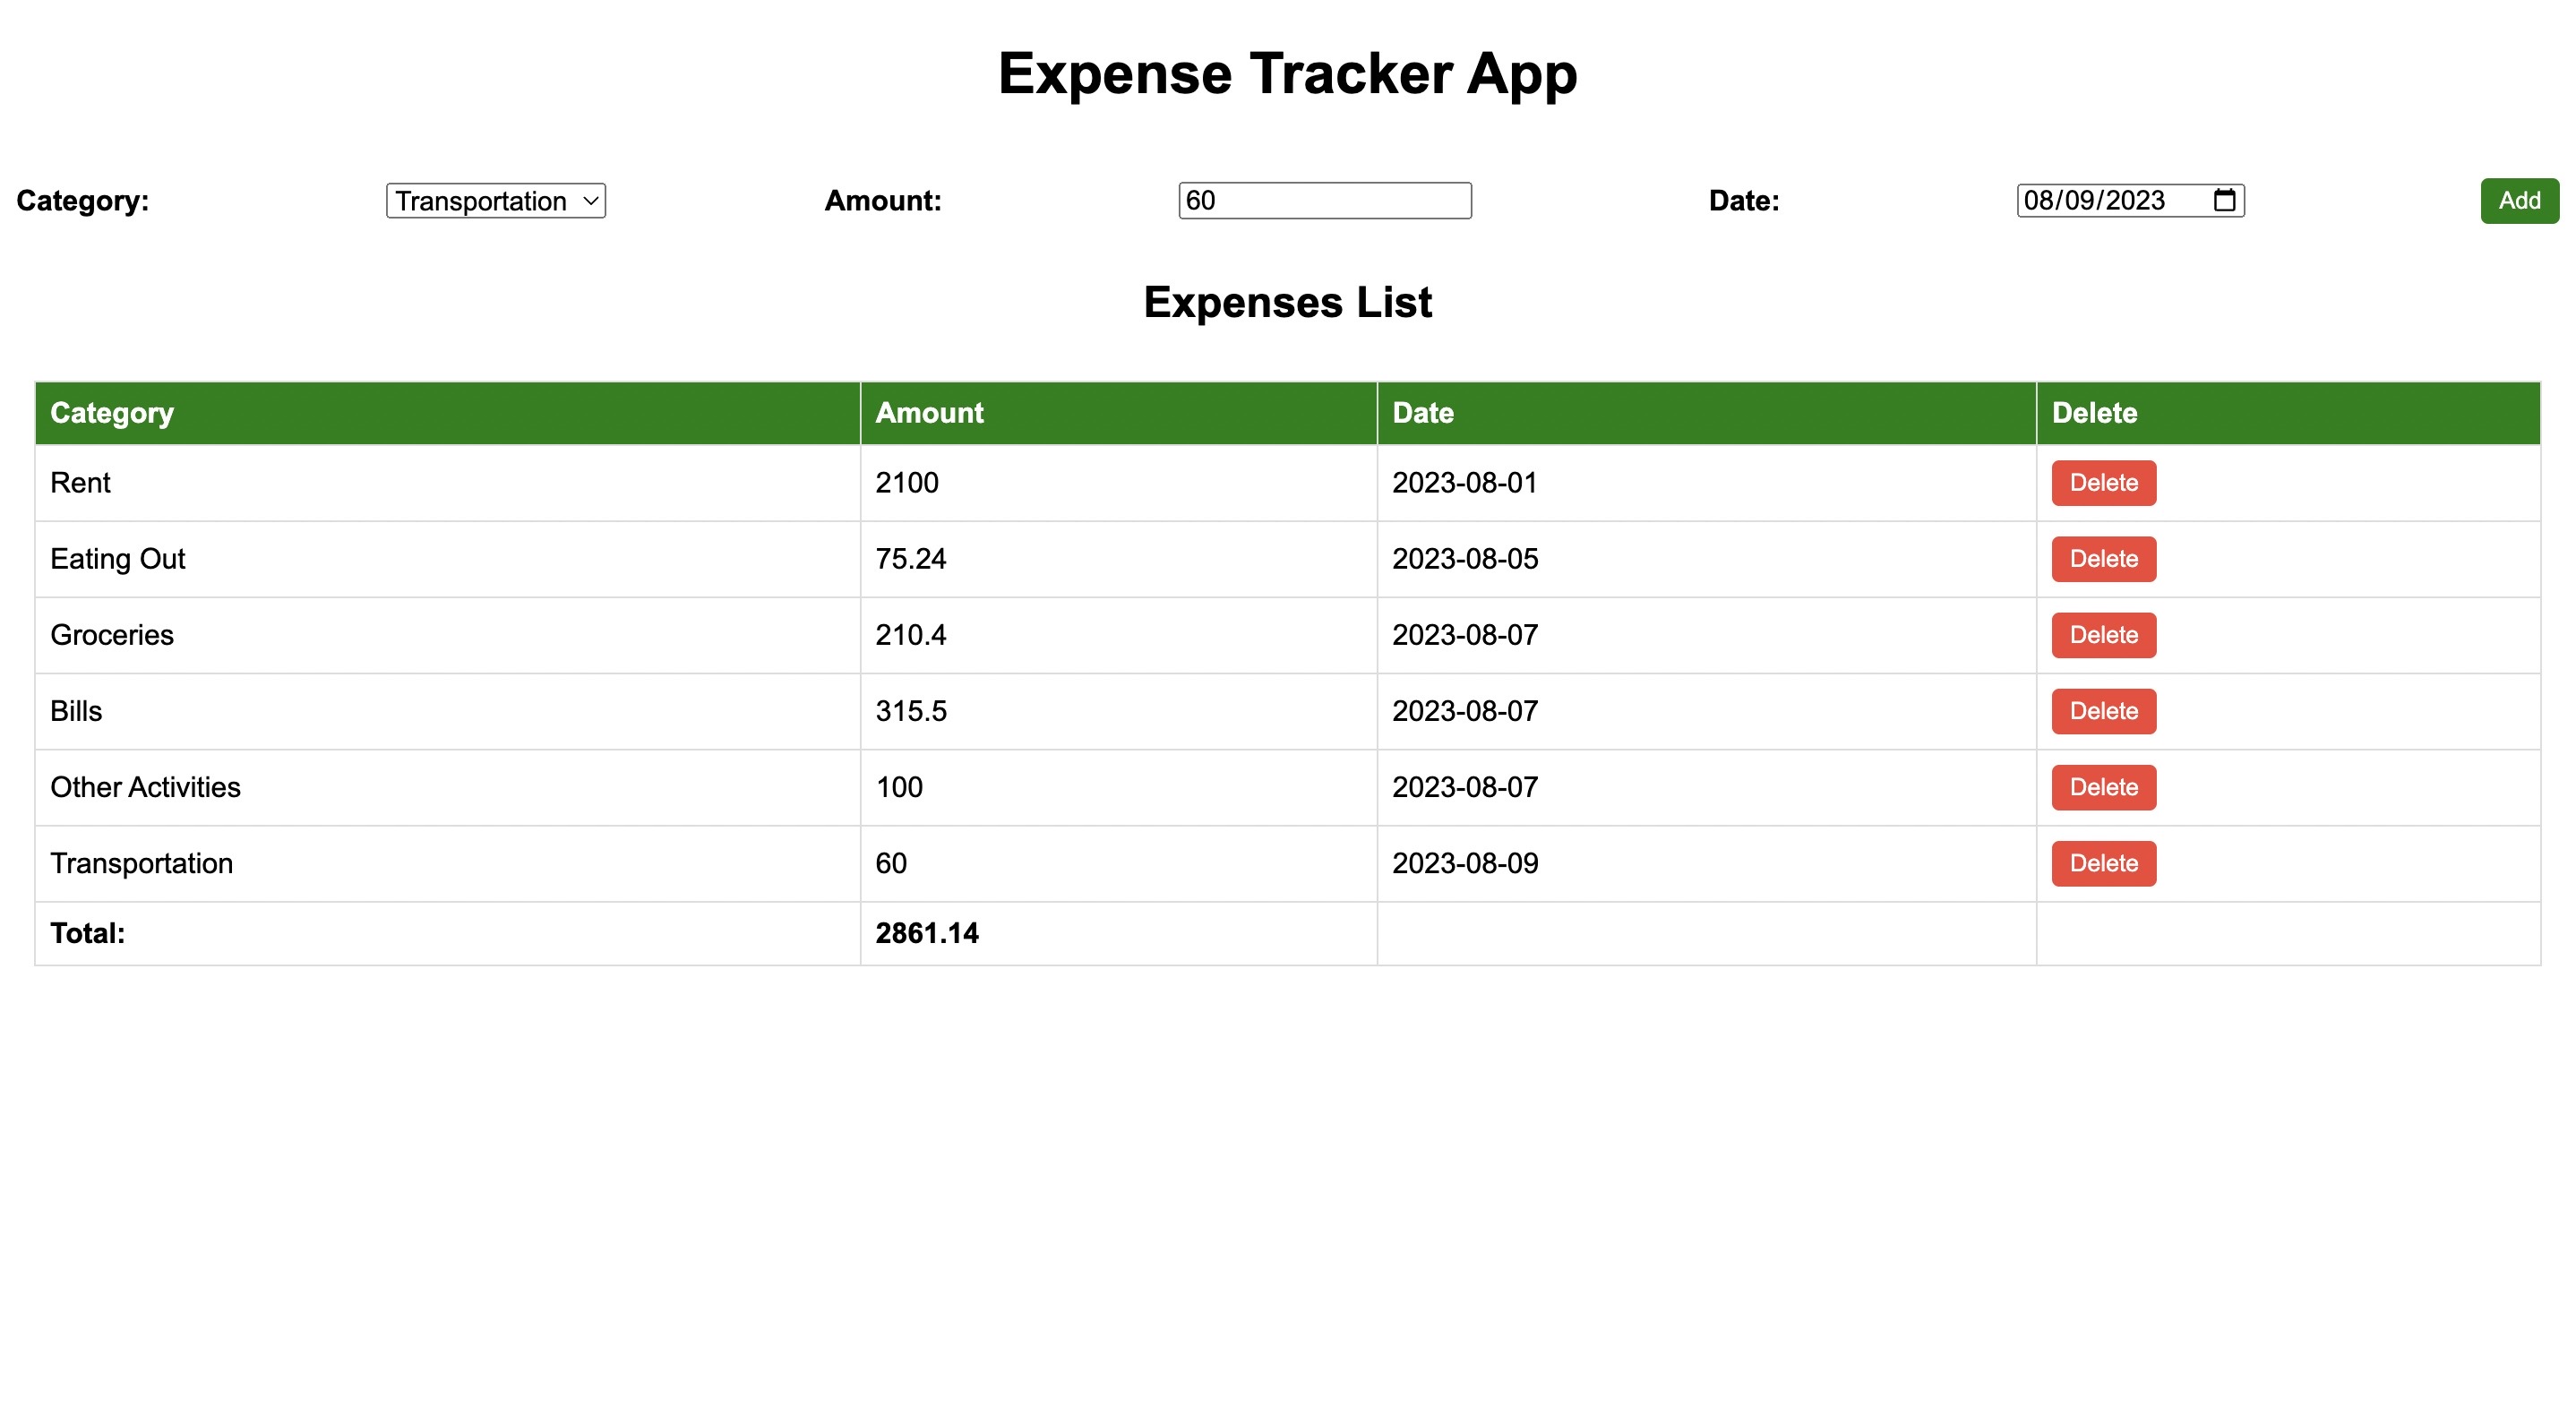 Expense Tracker App
Category: Transportation Amount: 60 Date: 08/09/2023 Add
Expenses List
Category Amount Date Delete
Rent 2100 2023-08-01 Delete
Eating Out 75.24 2023-08-05 Delete
Groceries 210.4 2023-08-07 Delete
Bills 315.5 2023-08-07 Delete
Other Activities 100 2023-08-07 Delete
Transportation 60 2023-08-09 Delete
Total: 2861.14